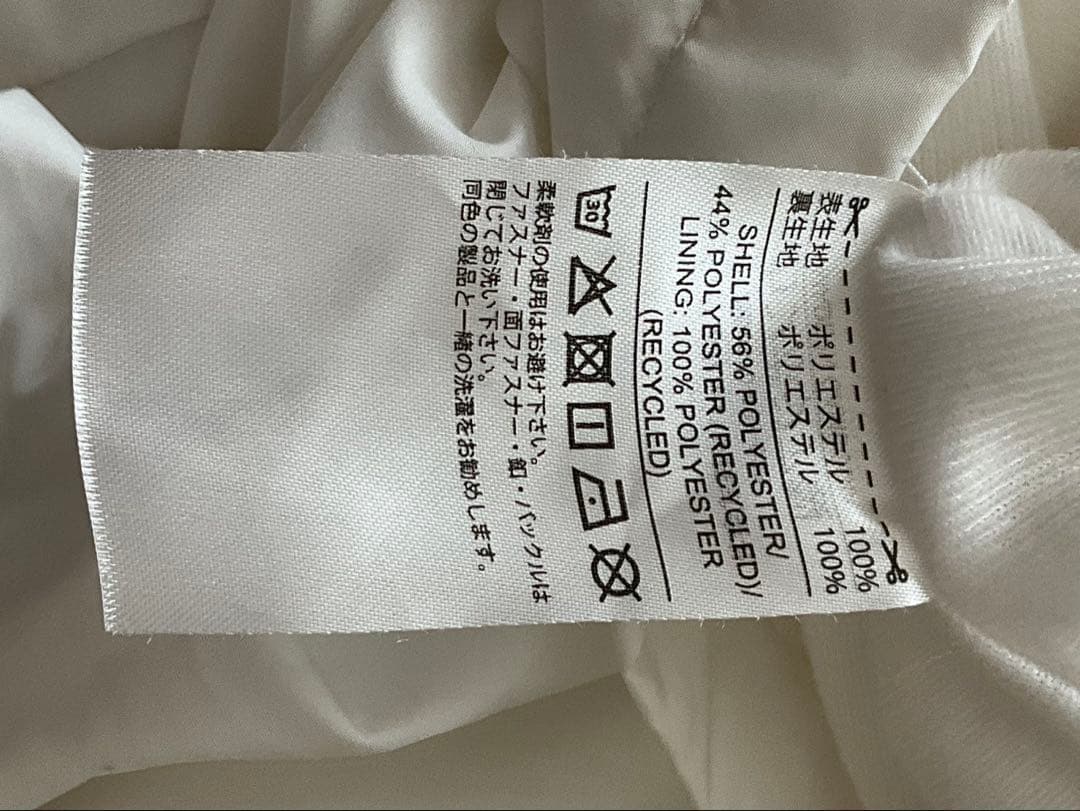 表生地 ポリエステル 100%
裏生地 ポリエステル 100%
SHELL: 56% POLYESTER/
44% POLYESTER (RECYCLED)/
LINING: 100% POLYESTER
(RECYCLED)
30
柔軟剤の使用はお避け下さい。
ファスナー・面ファスナー・釦・バックルは
閉じてお洗い下さい。
同色の製品と一緒の洗濯をお勧めします。